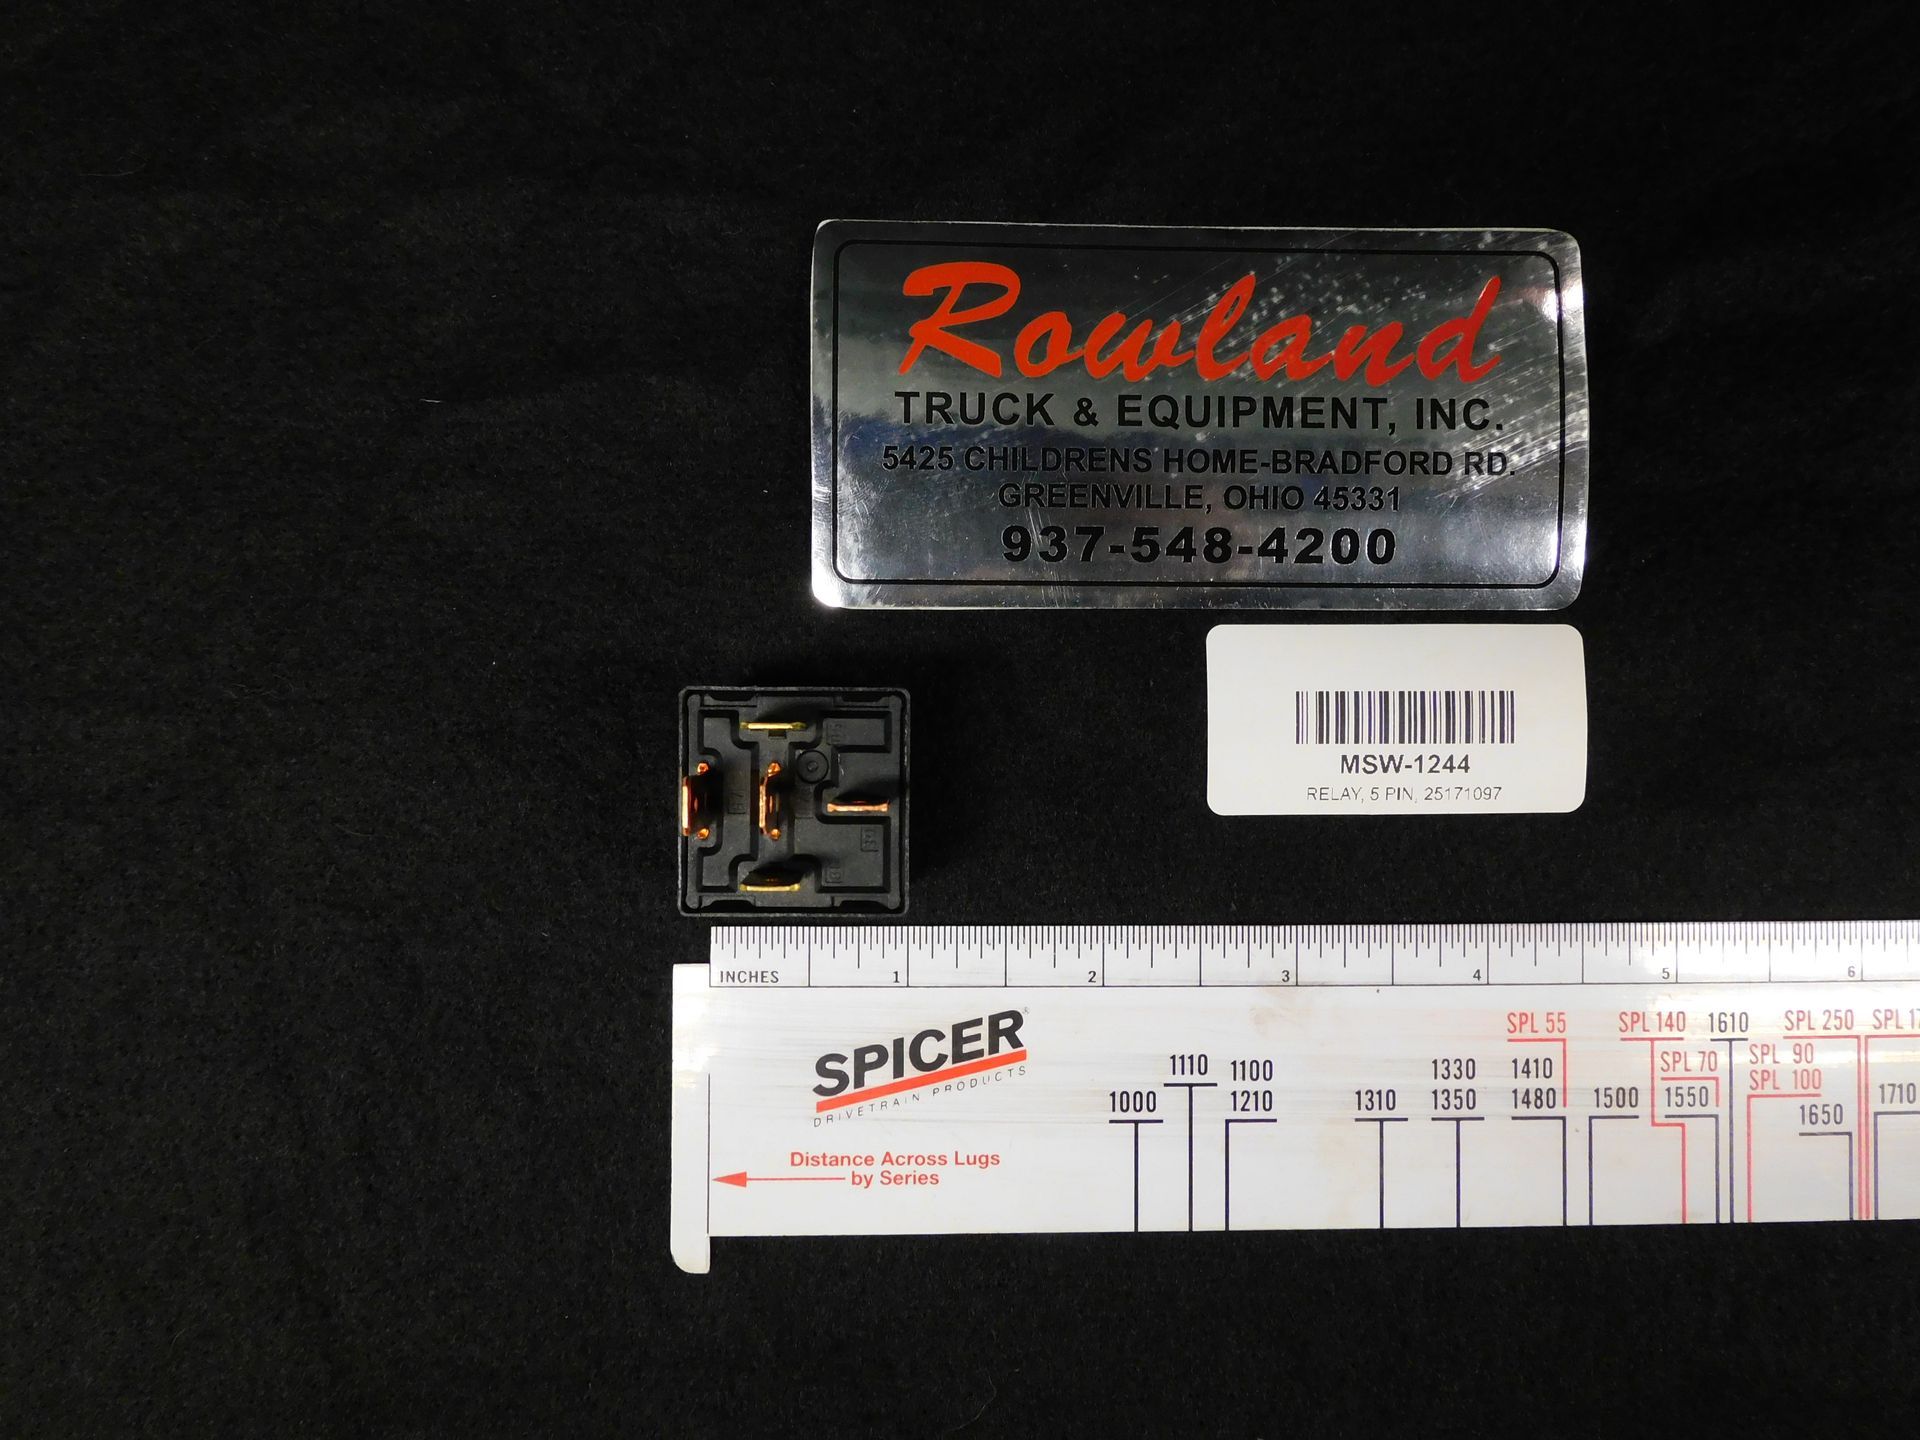 Rowland
TRUCK & EQUIPMENT, INC.
5425 CHILDRENS HOME-BRADFORD RD.
GREENVILLE, OHIO 45331
937-548-4200
MSW-1244
RELAY, 5 PIN, 25171097
INCHES 1 2 3 4 5 6
SPICER®
DRIVETRAIN PRODUCTS
Distance Across Lugs
by Series
1000
1110
1100
1210
1310
1330
1350
SPL 55
1410
1480
1500
SPL 140
SPL 70
1550
1610
SPL 90
SPL 100
SPL 250
1650
SPL 17
1710